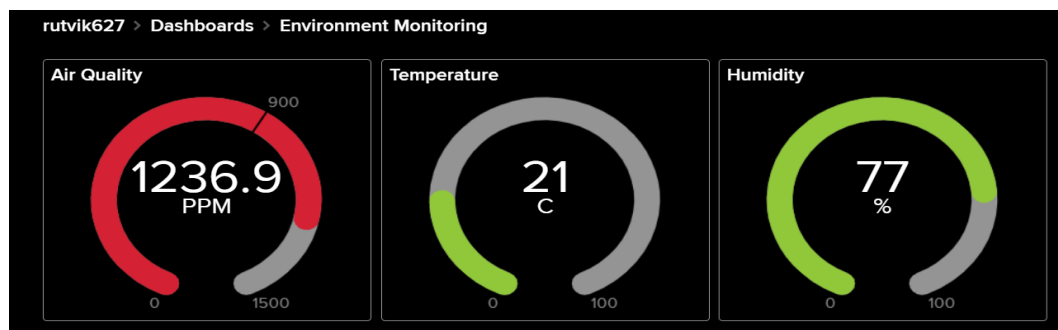 rutvik627 > Dashboards > Environment Monitoring
Air Quality
900
1236.9
PPM
0
1500
Temperature
21
C
0
100
Humidity
77
%
0
100